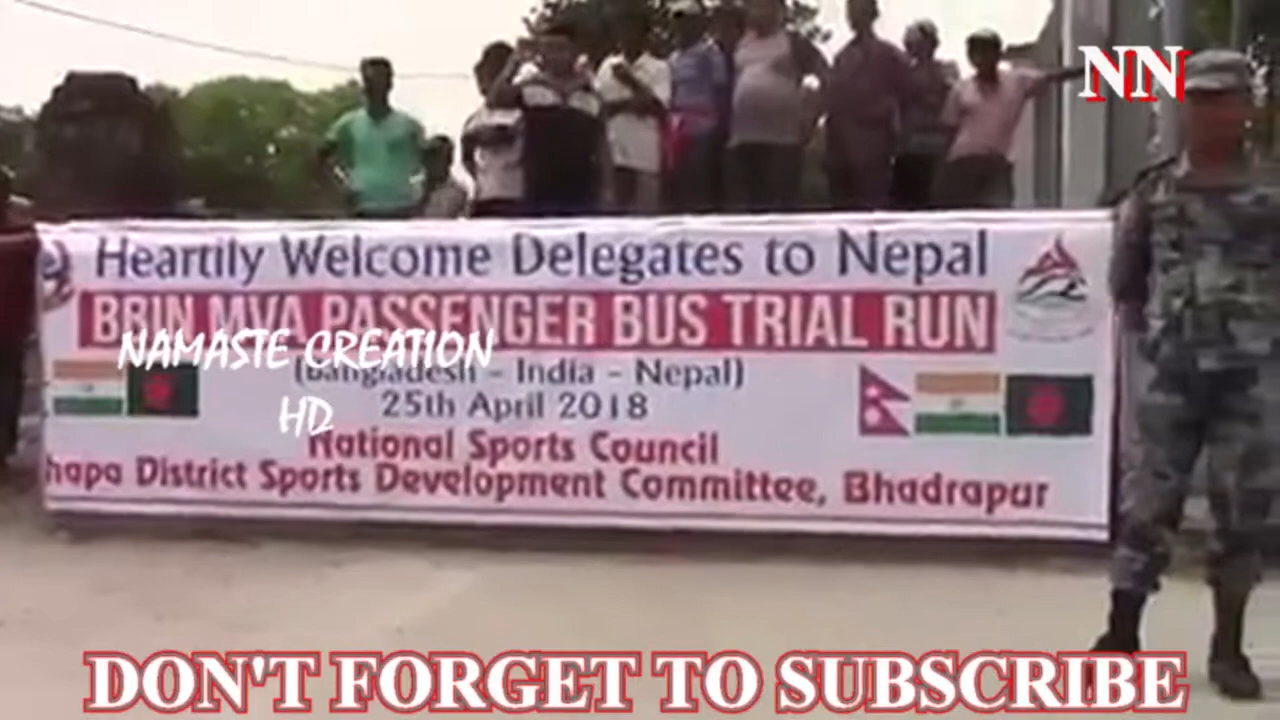 NN
Heartily Welcome Delegates to Nepal
BBIN MVA PASSENGER BUS TRIAL RUN
NAMASTE CREATION
(Bangladesh - India - Nepal)
HD
25th April 2018
National Sports Council
hapa District Sports Development Committee, Bhadrapur
DON'T FORGET TO SUBSCRIBE